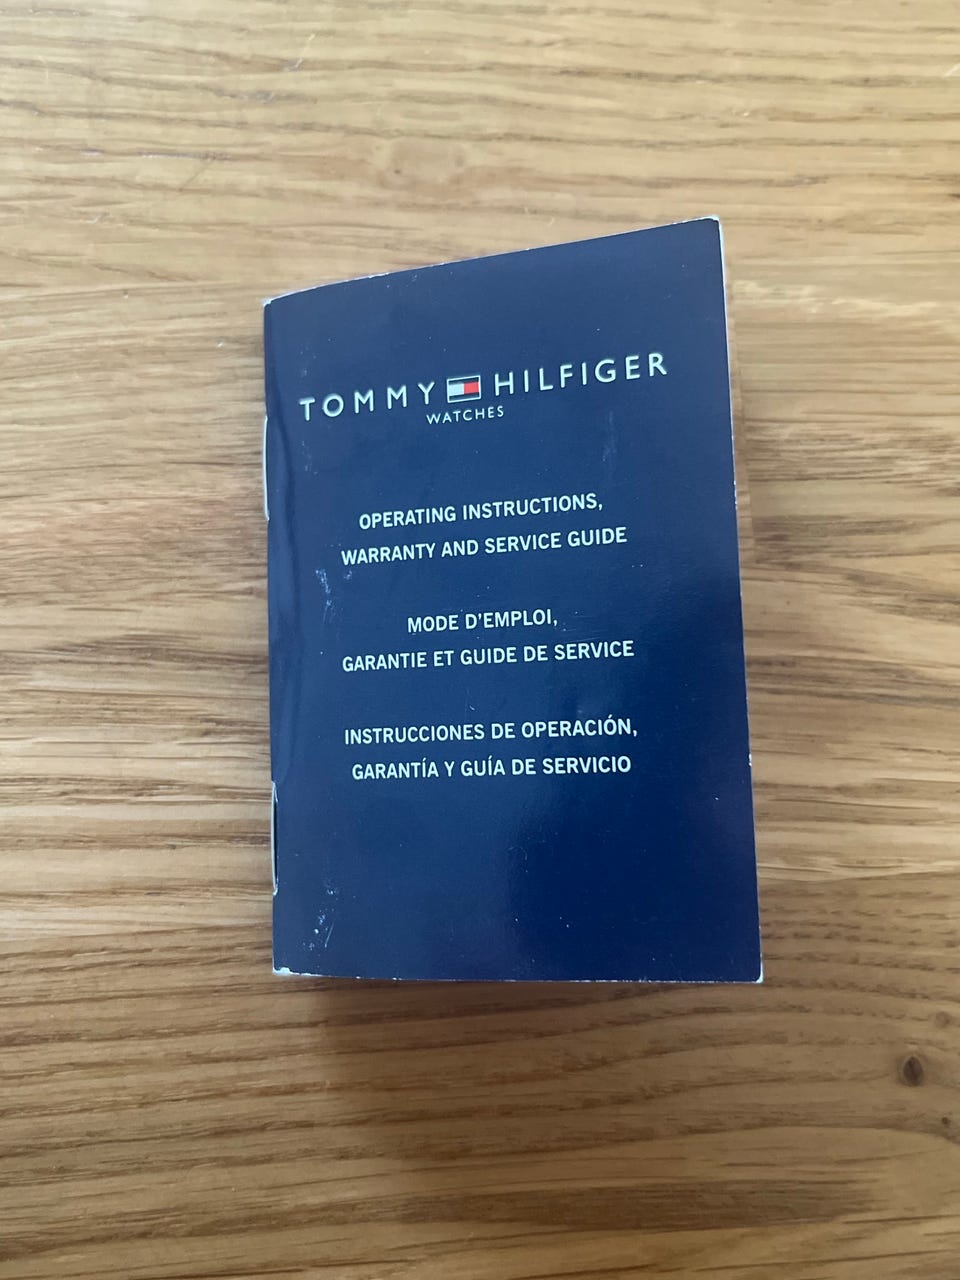 TOMMY HILFIGER
WATCHES
OPERATING INSTRUCTIONS,
WARRANTY AND SERVICE GUIDE
MODE D'EMPLOI,
GARANTIE ET GUIDE DE SERVICE
INSTRUCCIONES DE OPERACIÓN,
GARANTÍA Y GUÍA DE SERVICIO